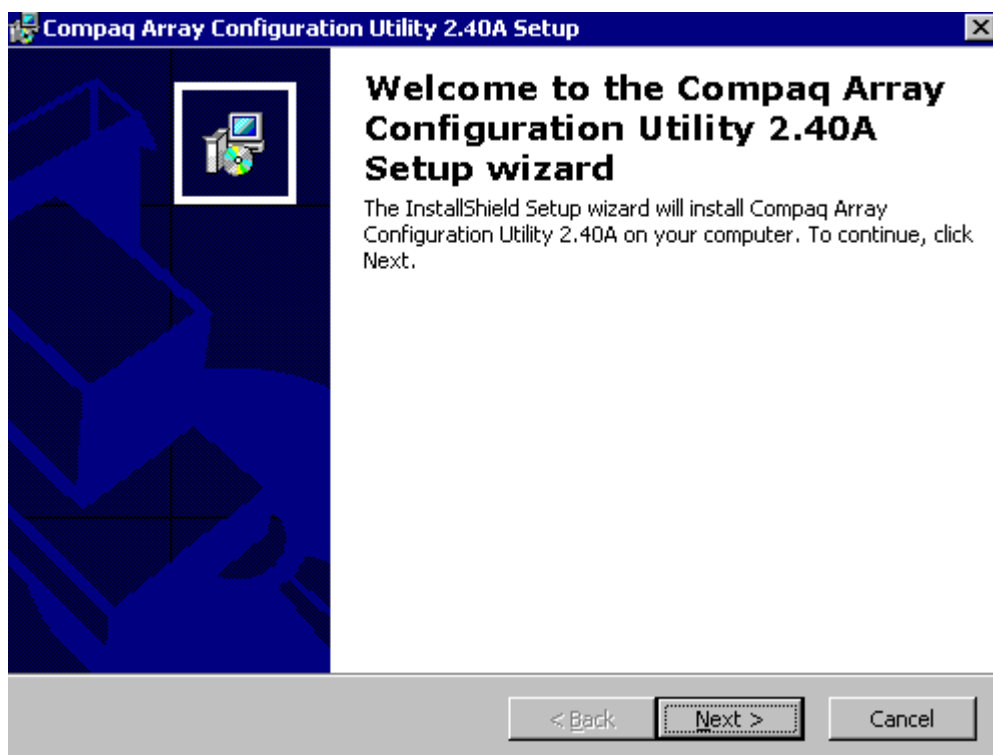 Compaq Array Configuration Utility 2.40A Setup
Welcome to the Compaq Array
Configuration Utility 2.40A
Setup wizard
The InstallShield Setup wizard will install Compaq Array
Configuration Utility 2.40A on your computer. To continue, click
Next.
< Back
Next >
Cancel